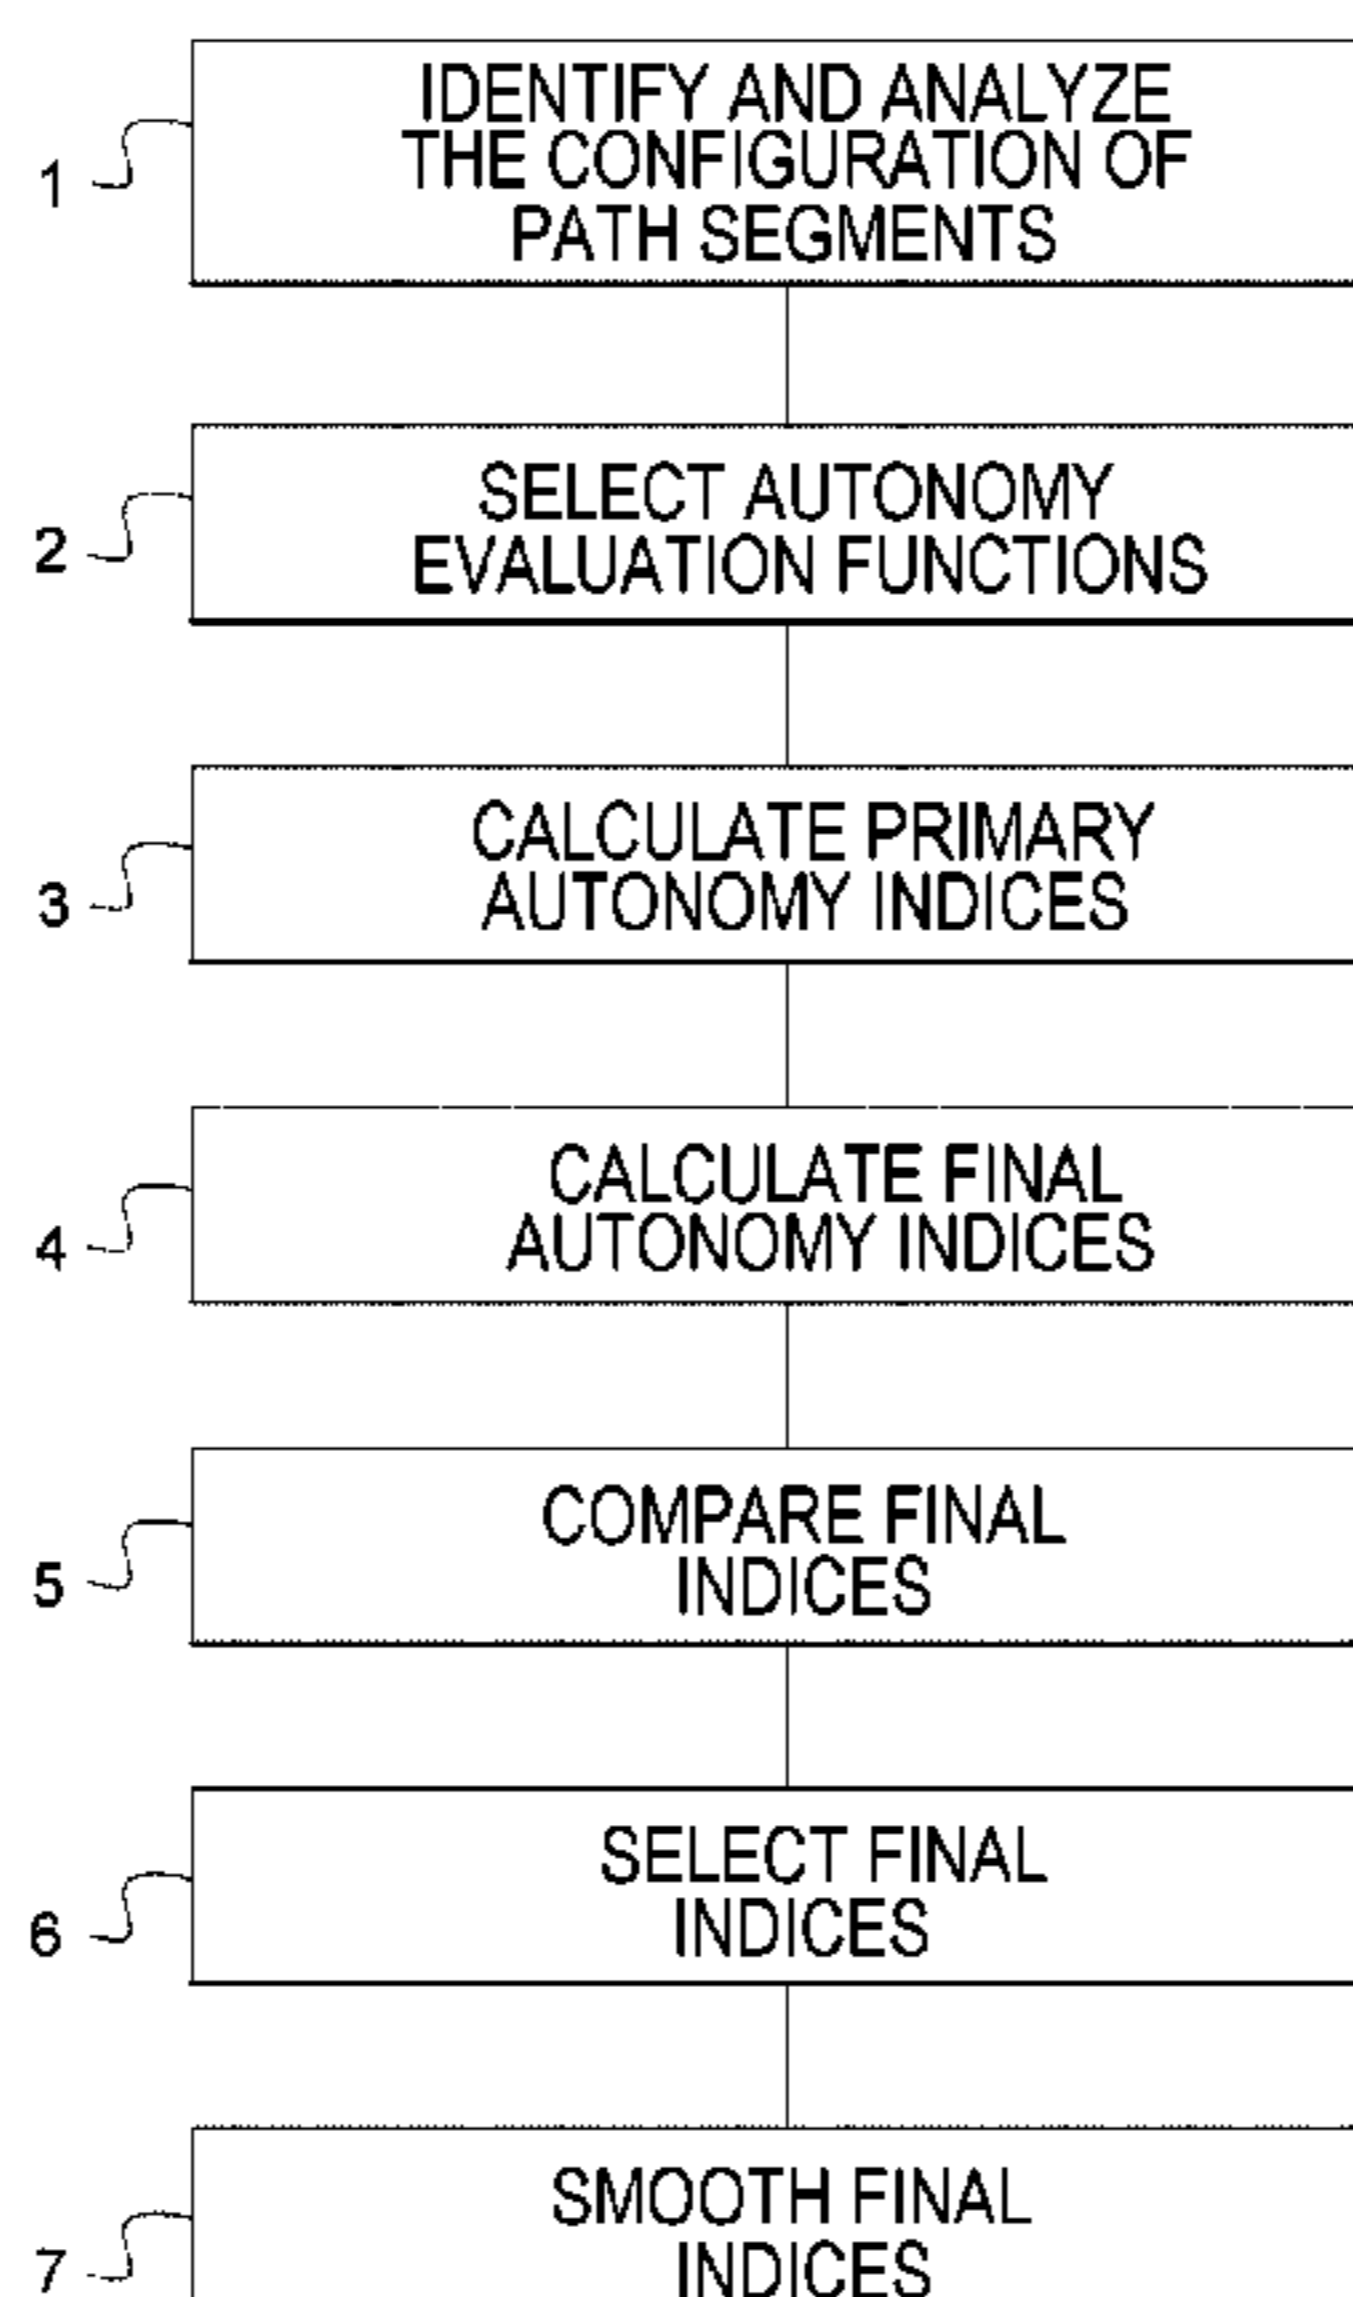 IDENTIFY AND ANALYZE
THE CONFIGURATION OF
PATH SEGMENTS
1
SELECT AUTONOMY
EVALUATION FUNCTIONS
2
CALCULATE PRIMARY
AUTONOMY INDICES
3
CALCULATE FINAL
AUTONOMY INDICES
4
COMPARE FINAL
INDICES
5
SELECT FINAL
INDICES
6
SMOOTH FINAL
INDICES
7